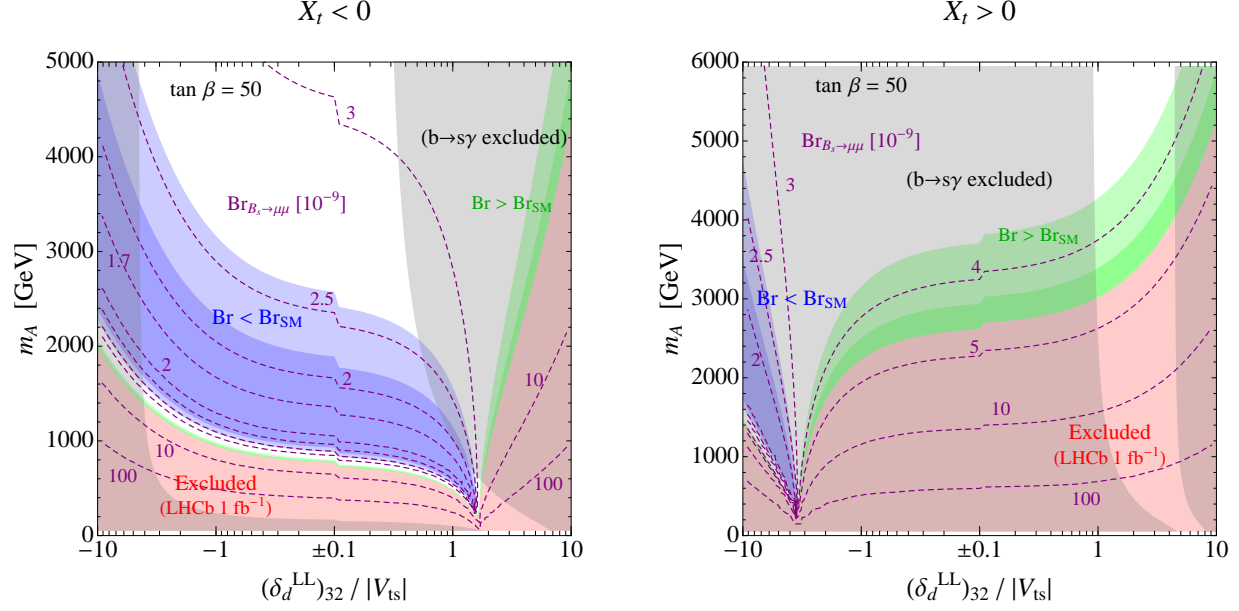 X_t < 0
5000
4000
3000
2000
1000
0
m_A [GeV]
tan β = 50
3
(b→sγ excluded)
Br_{B_s→μμ} [10^{-9}]
Br > Br_SM
1.7
2.5
Br < Br_SM
2
2
10
10
100
Excluded
(LHCb 1 fb^{-1})
100
−10
−1
±0.1
1
10
(δ_d^{LL})_{32} / |V_ts|
X_t > 0
6000
5000
4000
3000
2000
1000
0
m_A [GeV]
tan β = 50
Br_{B_s→μμ} [10^{-9}]
3
(b→sγ excluded)
2.5
4
Br > Br_SM
Br < Br_SM
2
5
10
Excluded
(LHCb 1 fb^{-1})
100
−10
−1
±0.1
1
10
(δ_d^{LL})_{32} / |V_ts|